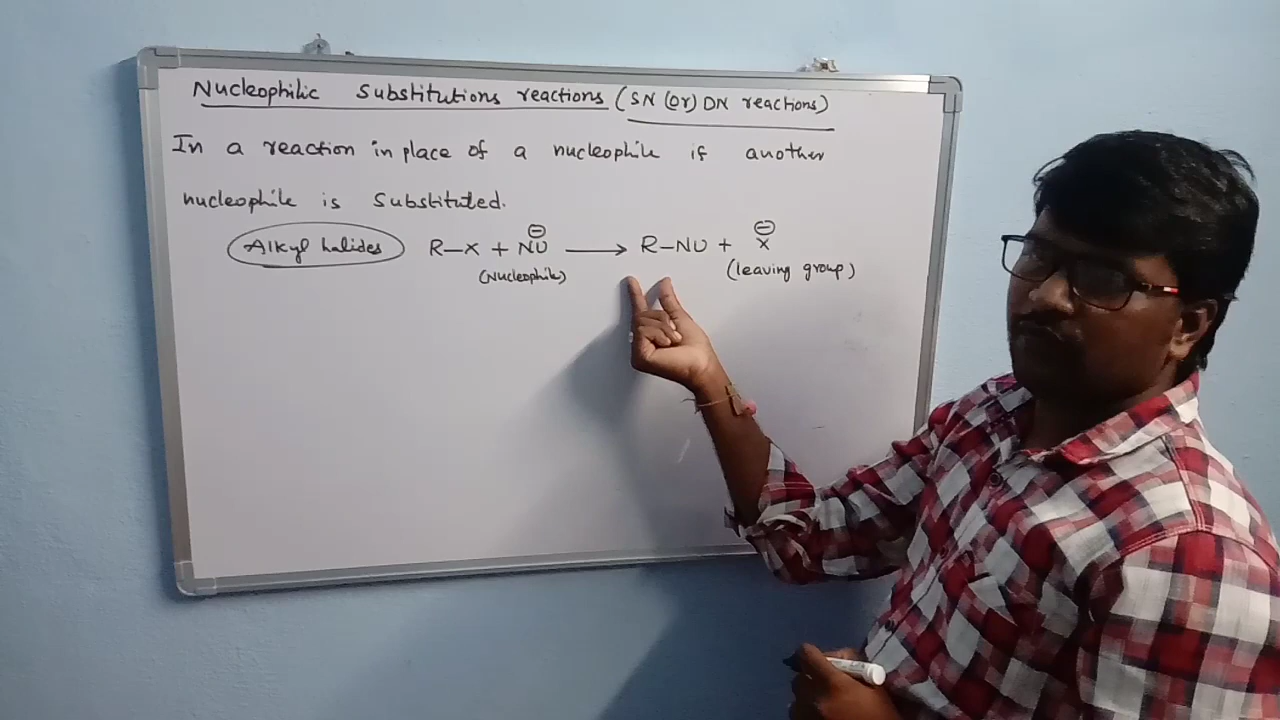 Nucleophilic Substitutions reactions (SN (or) DN reactions)
In a reaction in place of a nucleophile if another
nucleophile is Substituted.
Alkyl halides R–X + NU⊖ ⟶ R–NU + X⊖
(Nucleophile) (leaving group)